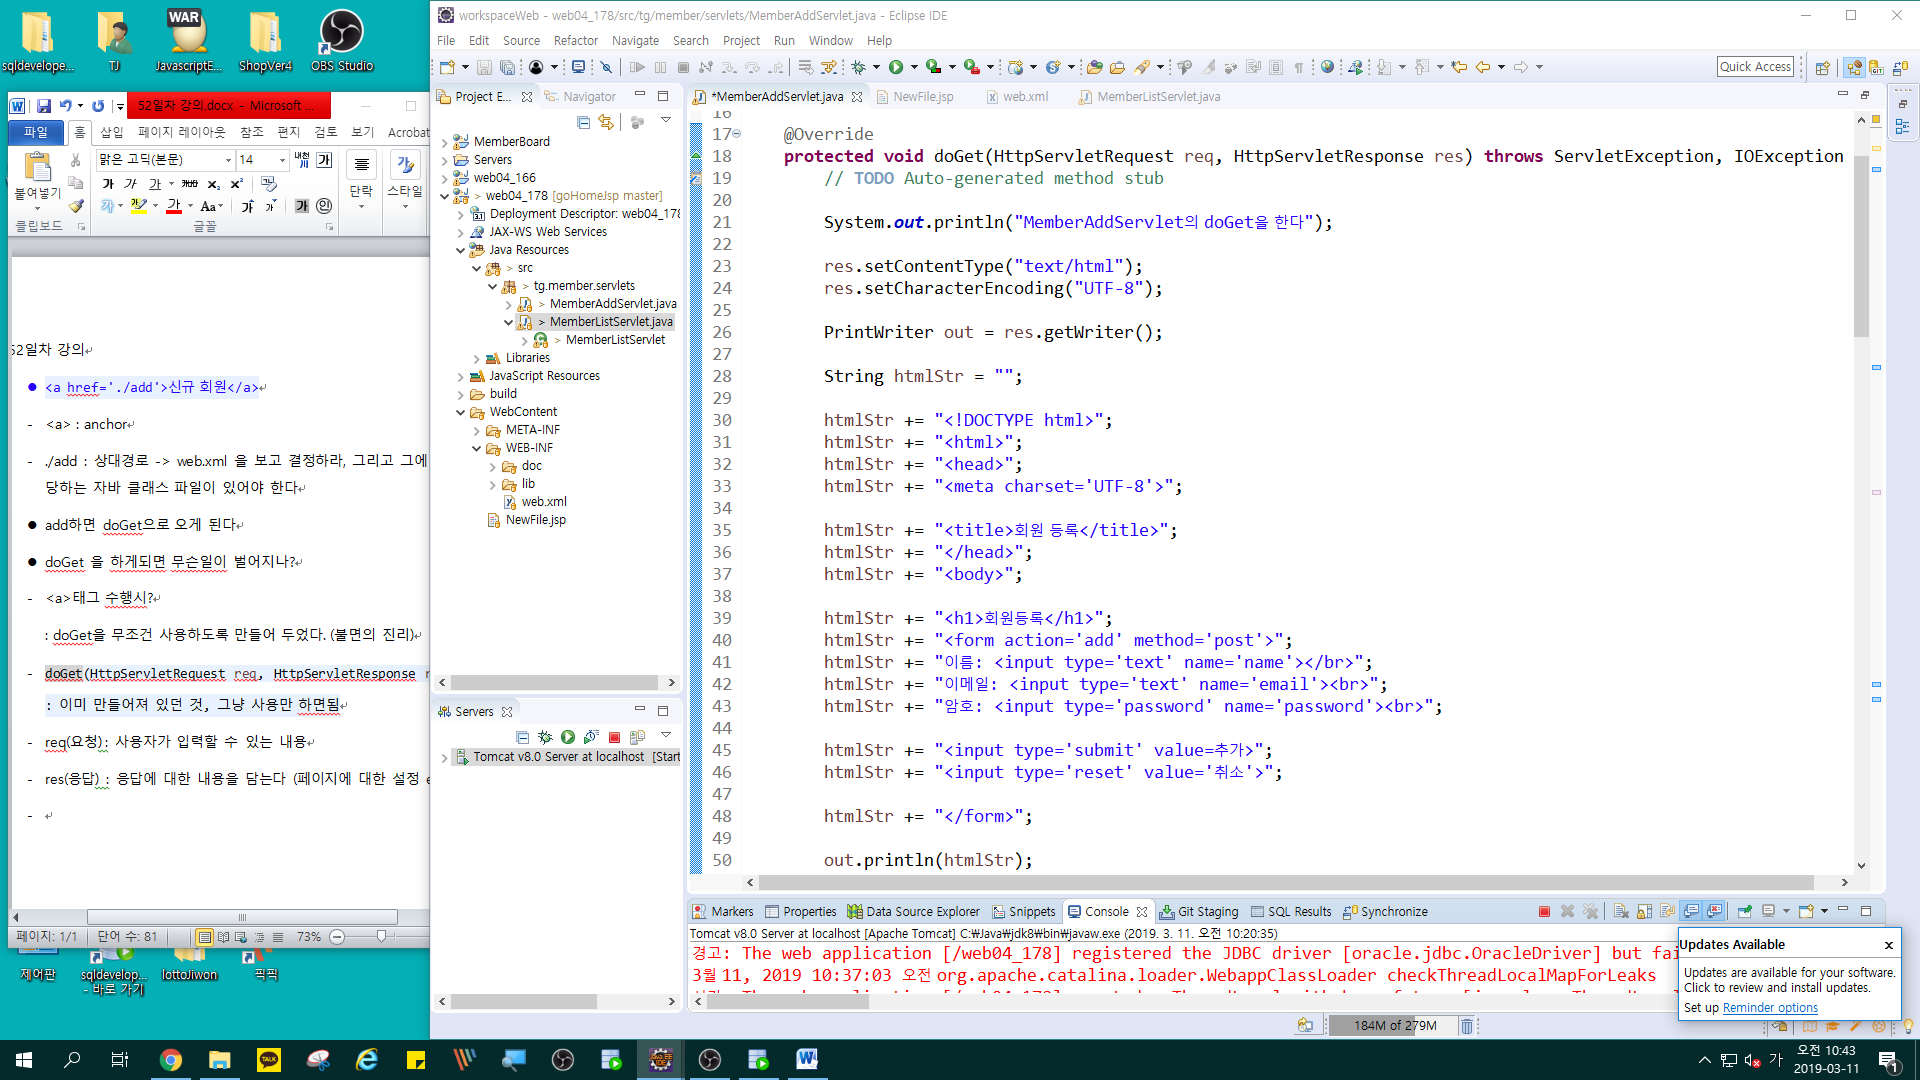 sqldevelope...
TJ
JavascriptE...
ShopVer4
OBS Studio
52일차 강의.docx - Microsoft ...
파일
홈
삽입
페이지 레이아웃
참조
편지
검토
보기
Acrobat
붙여넣기
맑은 고딕(본문)
14
단락
스타일
클립보드
글꼴
52일차 강의
<a href='./add'>신규 회원</a>
- <a> : anchor
- ./add : 상대경로 -> web.xml 을 보고 결정하라, 그리고 그에
당하는 자바 클래스 파일이 있어야 한다
add하면 doGet으로 오게 된다
doGet 을 하게되면 무슨일이 벌어지나?
- <a>태그 수행시?
: doGet을 무조건 사용하도록 만들어 두었다. (불면의 진리)
- doGet(HttpServletRequest req, HttpServletResponse r
: 이미 만들어져 있던 것, 그냥 사용만 하면됨
- req(요청): 사용자가 입력할 수 있는 내용
- res(응답) : 응답에 대한 내용을 담는다 (페이지에 대한 설정 e
-
페이지: 1/1
단어 수: 81
73%
제어판
sqldevelop... - 바로 가기
lottoJiwon
픽픽
workspaceWeb - web04_178/src/tg/member/servlets/MemberAddServlet.java - Eclipse IDE
File Edit Source Refactor Navigate Search Project Run Window Help
Quick Access
Project E...
Navigator
MemberBoard
Servers
web04_166
> web04_178 [goHomeJsp master]
Deployment Descriptor: web04_178
JAX-WS Web Services
Java Resources
> src
> tg.member.servlets
> MemberAddServlet.java
> MemberListServlet.java
> MemberListServlet
Libraries
JavaScript Resources
build
WebContent
META-INF
WEB-INF
doc
lib
web.xml
NewFile.jsp
Servers
Tomcat v8.0 Server at localhost [Start
*MemberAddServlet.java
NewFile.jsp
web.xml
MemberListServlet.java
16
17 @Override
18 protected void doGet(HttpServletRequest req, HttpServletResponse res) throws ServletException, IOException
19 // TODO Auto-generated method stub
20
21 System.out.println("MemberAddServlet의 doGet을 한다");
22
23 res.setContentType("text/html");
24 res.setCharacterEncoding("UTF-8");
25
26 PrintWriter out = res.getWriter();
27
28 String htmlStr = "";
29
30 htmlStr += "<!DOCTYPE html>";
31 htmlStr += "<html>";
32 htmlStr += "<head>";
33 htmlStr += "<meta charset='UTF-8'>";
34
35 htmlStr += "<title>회원 등록</title>";
36 htmlStr += "</head>";
37 htmlStr += "<body>";
38
39 htmlStr += "<h1>회원등록</h1>";
40 htmlStr += "<form action='add' method='post'>";
41 htmlStr += "이름: <input type='text' name='name'></br>";
42 htmlStr += "이메일: <input type='text' name='email'><br>";
43 htmlStr += "암호: <input type='password' name='password'><br>";
44
45 htmlStr += "<input type='submit' value=추가>";
46 htmlStr += "<input type='reset' value='취소'>";
47
48 htmlStr += "</form>";
49
50 out.println(htmlStr);
Markers
Properties
Data Source Explorer
Snippets
Console
Git Staging
SQL Results
Synchronize
Tomcat v8.0 Server at localhost [Apache Tomcat] C:\Java\jdk8\bin\javaw.exe (2019. 3. 11. 오전 10:20:35)
경고: The web application [/web04_178] registered the JDBC driver [oracle.jdbc.OracleDriver] but fai
3월 11, 2019 10:37:03 오전 org.apache.catalina.loader.WebappClassLoader checkThreadLocalMapForLeaks
Updates Available
Updates are available for your software.
Click to review and install updates.
Set up Reminder options
184M of 279M
오전 10:43
2019-03-11